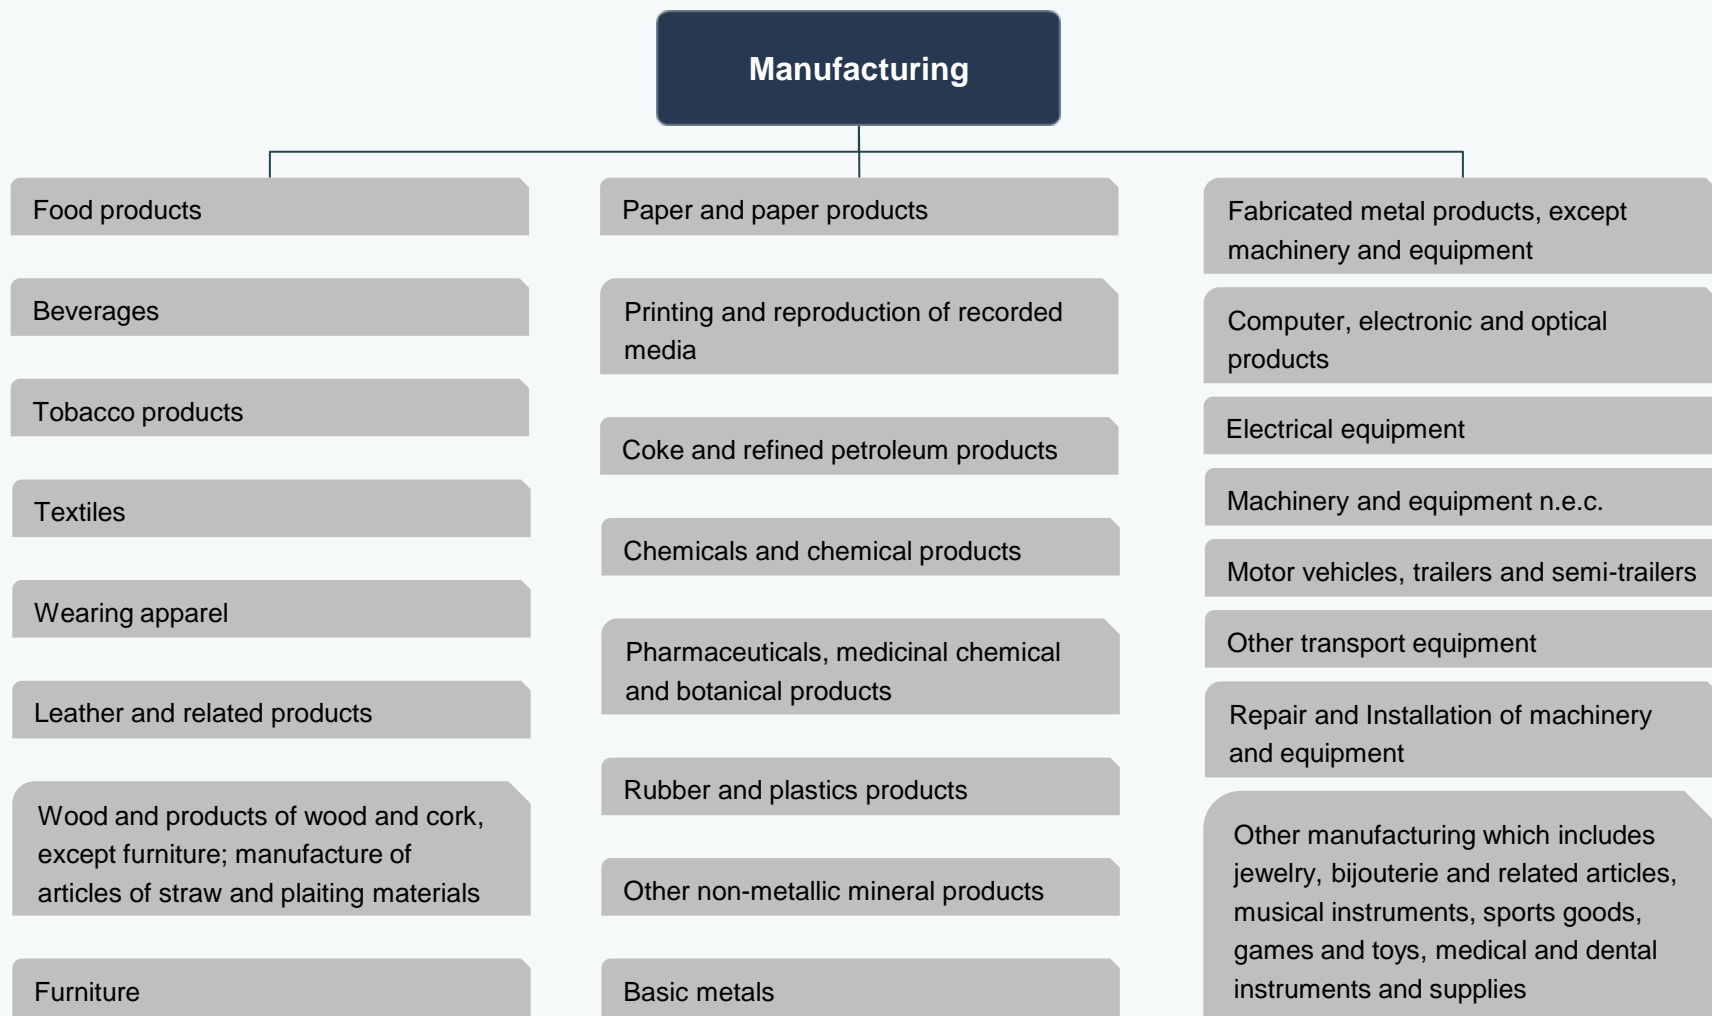 Manufacturing
Food products
Beverages
Tobacco products
Textiles
Wearing apparel
Leather and related products
Wood and products of wood and cork,
except furniture; manufacture of
articles of straw and plaiting materials
Furniture
Paper and paper products
Printing and reproduction of recorded
media
Coke and refined petroleum products
Chemicals and chemical products
Pharmaceuticals, medicinal chemical
and botanical products
Rubber and plastics products
Other non-metallic mineral products
Basic metals
Fabricated metal products, except
machinery and equipment
Computer, electronic and optical
products
Electrical equipment
Machinery and equipment n.e.c.
Motor vehicles, trailers and semi-trailers
Other transport equipment
Repair and Installation of machinery
and equipment
Other manufacturing which includes
jewelry, bijouterie and related articles,
musical instruments, sports goods,
games and toys, medical and dental
instruments and supplies